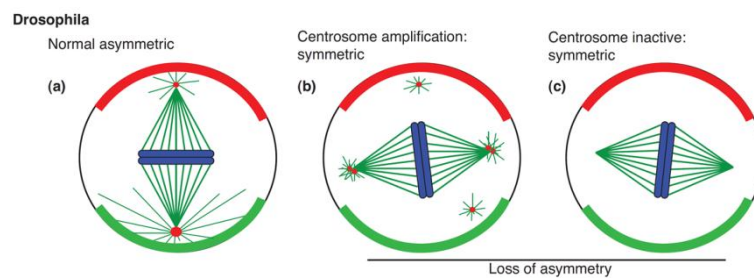 Drosophila
Normal asymmetric
Centrosome amplification:
symmetric
Centrosome inactive:
symmetric
(a)
(b)
(c)
Loss of asymmetry